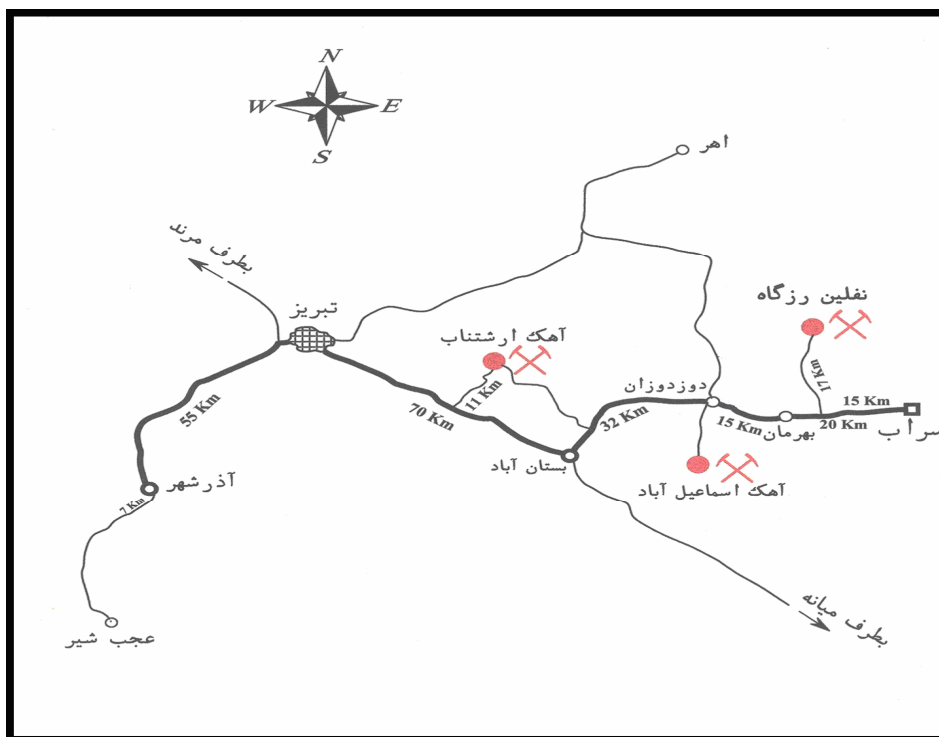 N
W
E
S
اهر
بطرف مرند
تبریز
نفلین رزگاه
آهک ارشتناب
11 Km
17 Km
دوزدوزان
55 Km
70 Km
32 Km
15 Km
بهرمان
15 Km
20 Km
سراب
بستان آباد
آهک اسماعیل آباد
آذرشهر
7 Km
عجب شیر
بطرف میانه